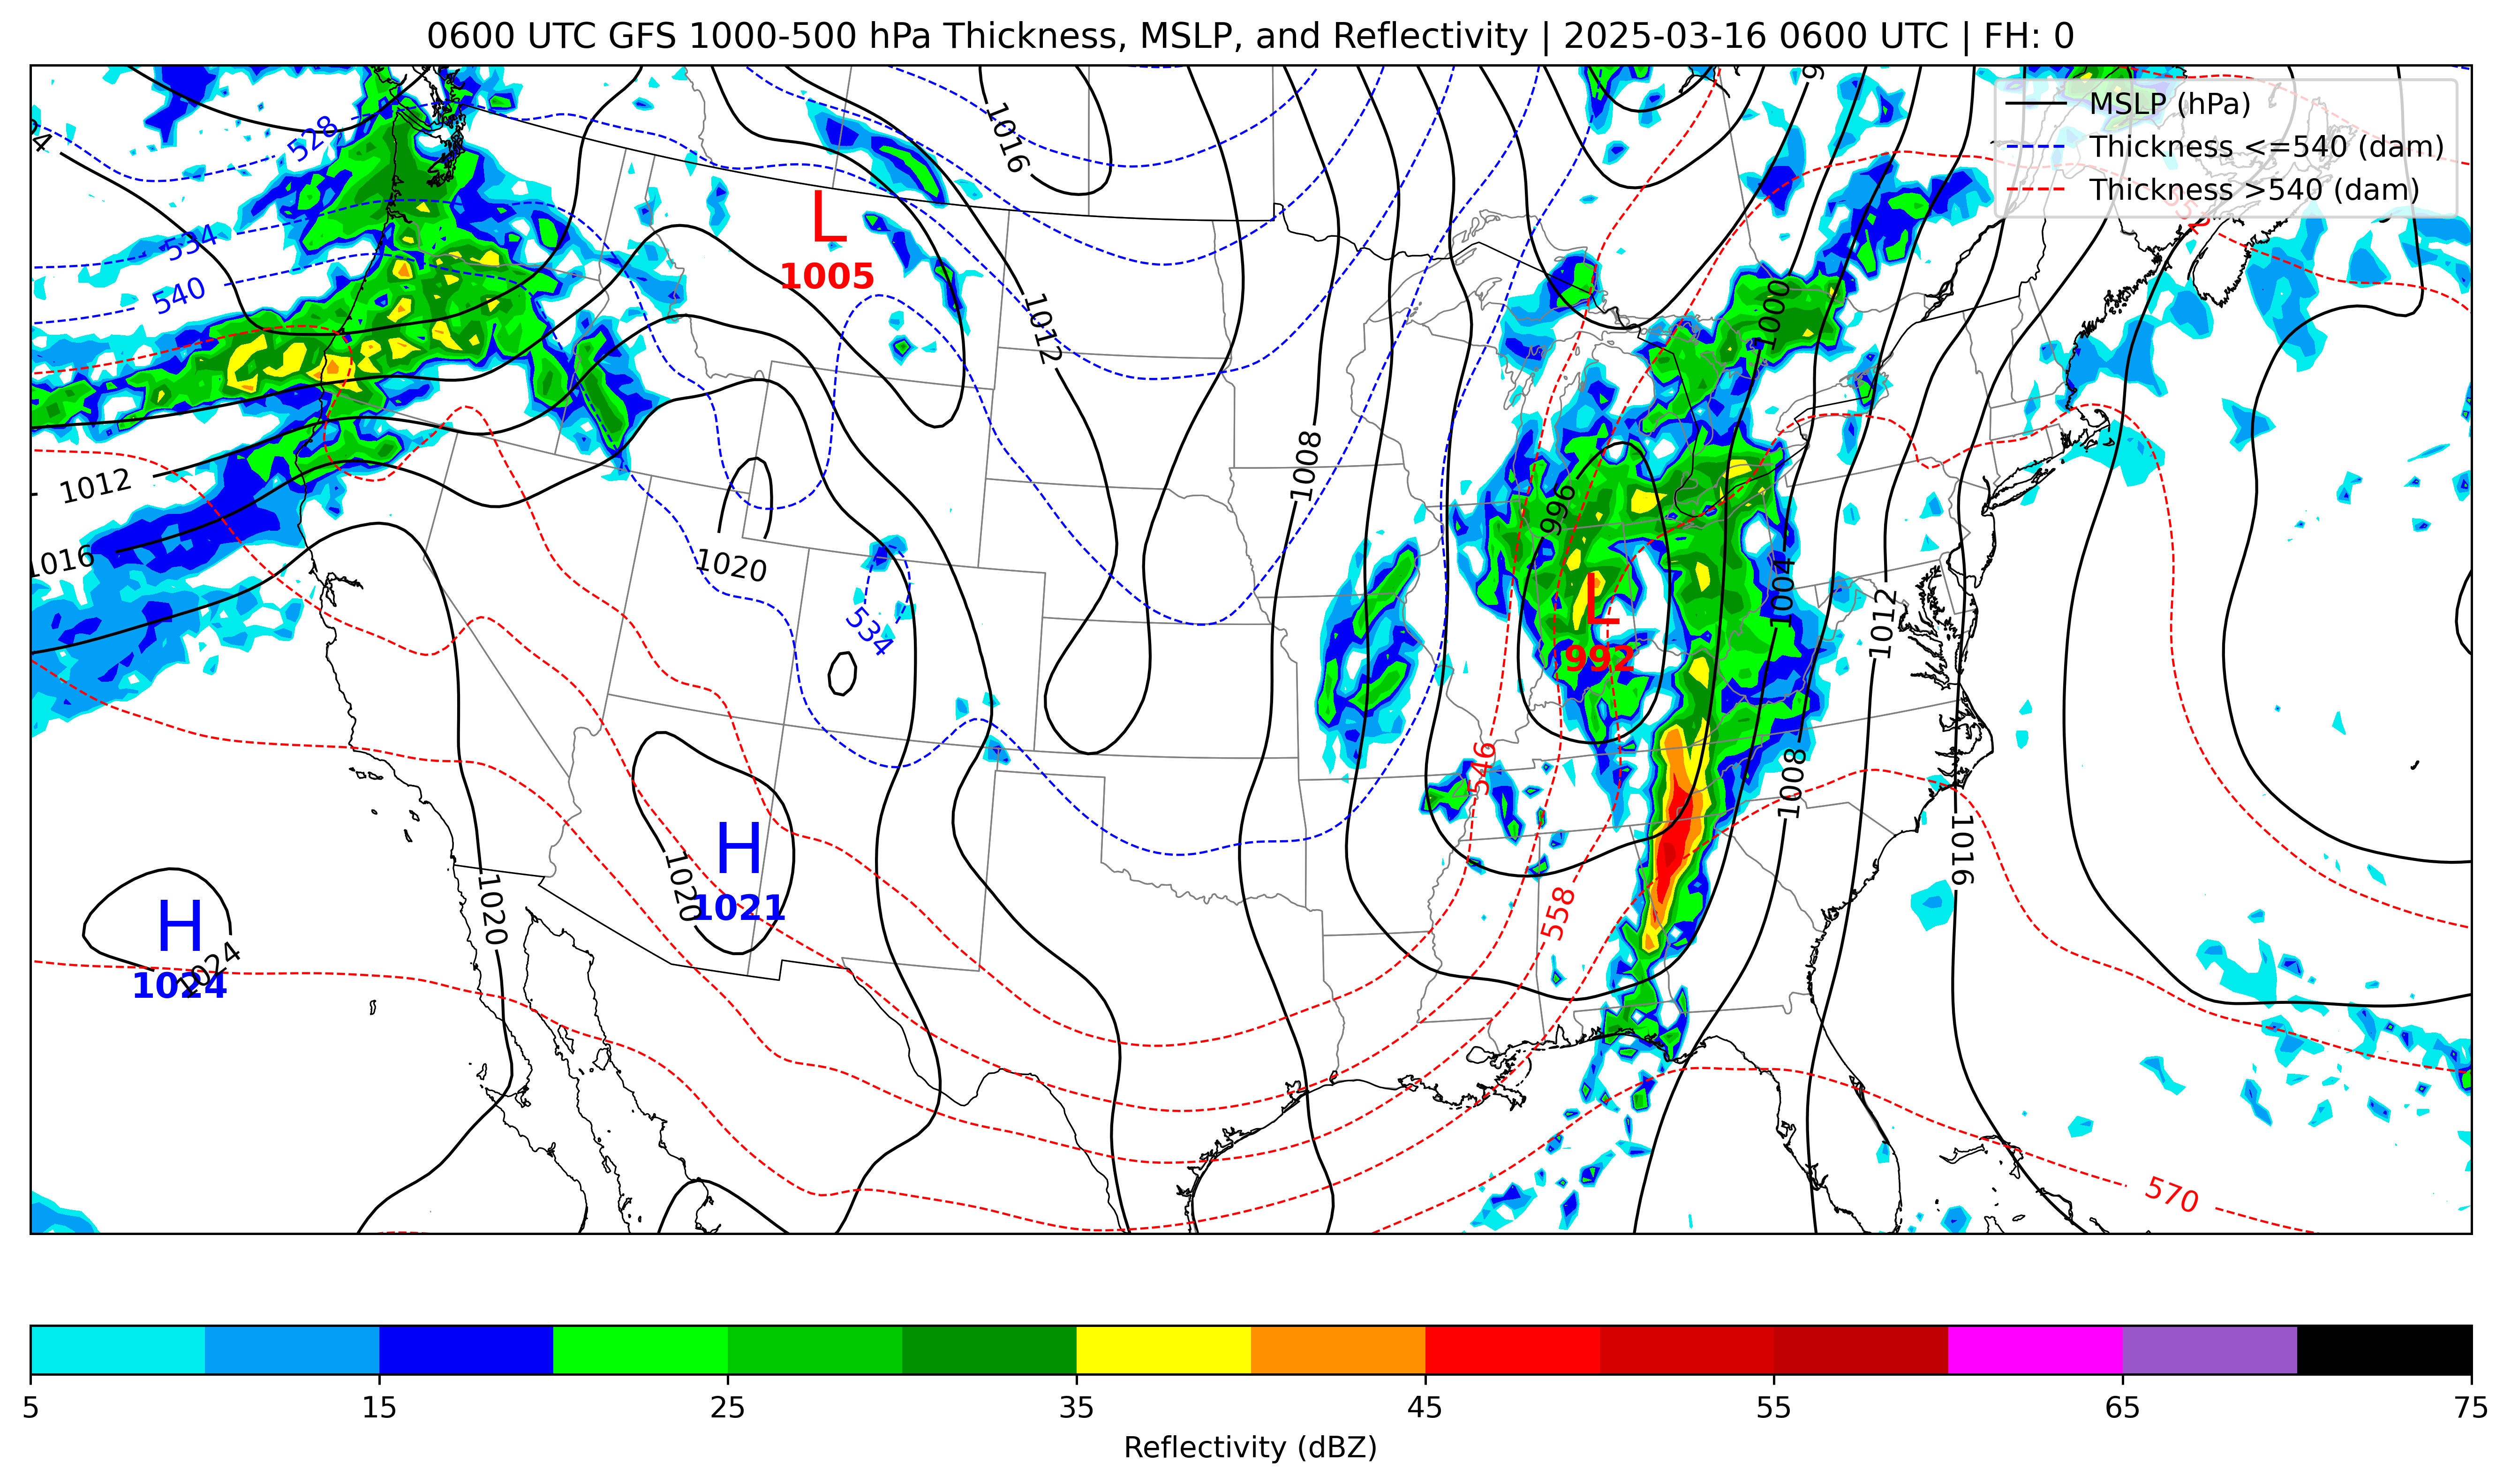 0600 UTC GFS 1000-500 hPa Thickness, MSLP, and Reflectivity | 2025-03-16 0600 UTC | FH: 0
MSLP (hPa)
Thickness <=540 (dam)
Thickness >540 (dam)
528
1016
534
540
L
1005
1012
1000
1008
1012
996
1016
1020
534
L
992
1004
1012
546
1008
H
1021
1020
1016
1020
558
H
1024
1024
570
5 15 25 35 45 55 65 75
Reflectivity (dBZ)